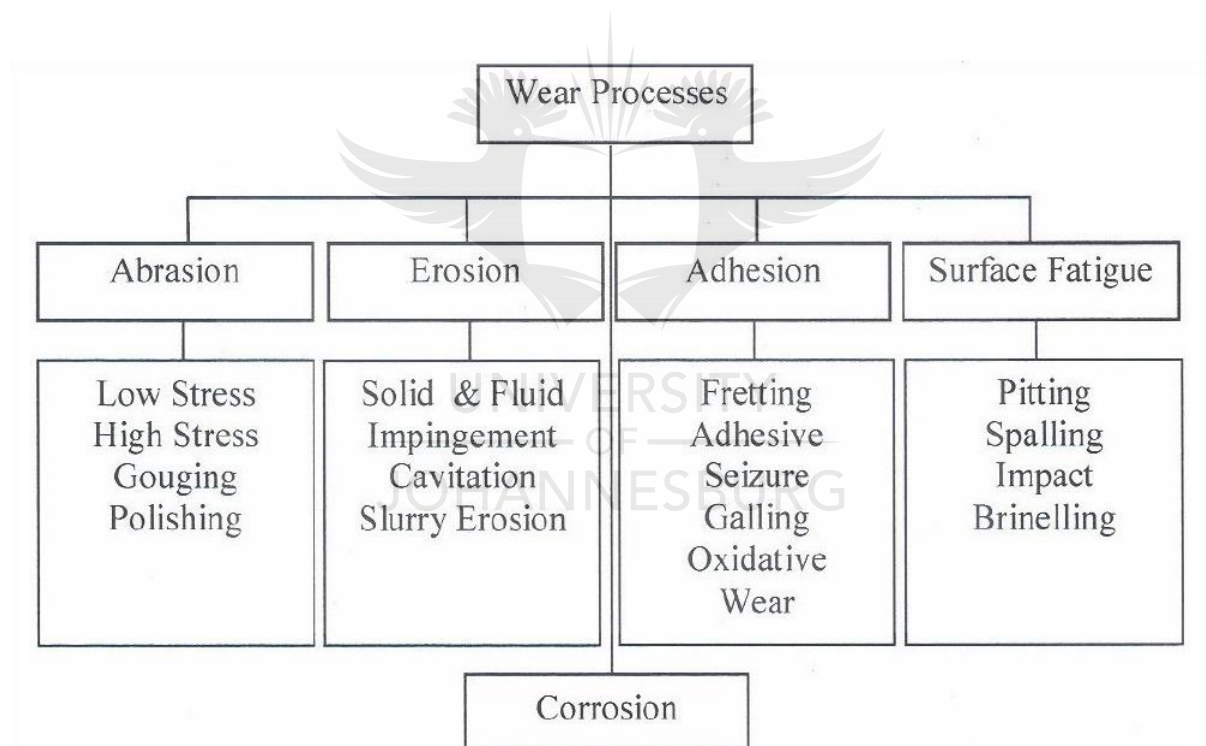 Wear Processes
Abrasion
Erosion
Adhesion
Surface Fatigue
Low Stress
High Stress
Gouging
Polishing
Solid & Fluid
Impingement
Cavitation
Slurry Erosion
Fretting
Adhesive
Seizure
Galling
Oxidative
Wear
Pitting
Spalling
Impact
Brinelling
UNIVERSITY
OF
JOHANNESBURG
Corrosion